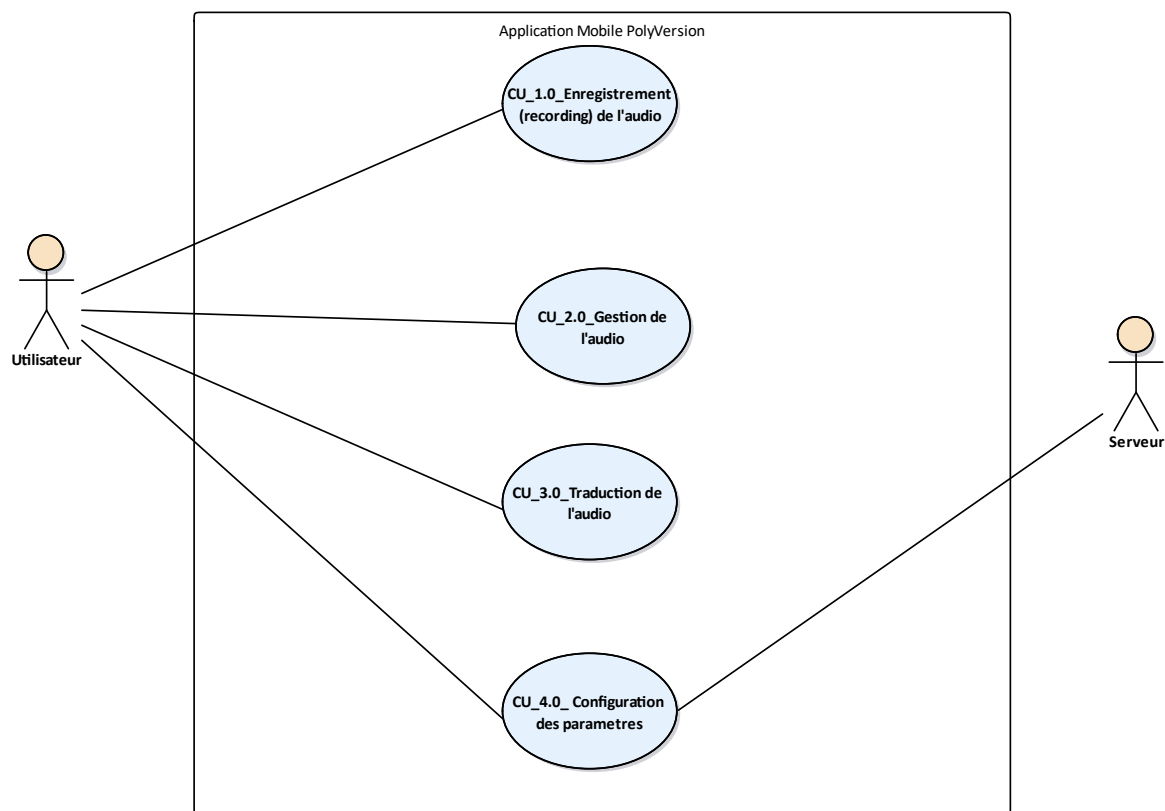 Application Mobile PolyVersion
CU_1.0_Enregistrement
(recording) de l'audio
CU_2.0_Gestion de
l'audio
Utilisateur
Serveur
CU_3.0_Traduction de
l'audio
CU_4.0_ Configuration
des parametres